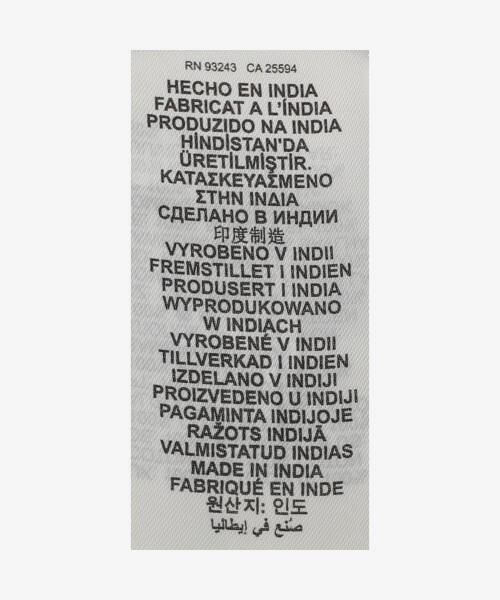 RN 93243 CA 25594
HECHO EN INDIA
FABRICAT A L'ÍNDIA
PRODUZIDO NA INDIA
HİNDİSTAN'DA
ÜRETİLMİŞTİR.
ΚΑΤΑΣΚΕΥΑΣΜΕΝΟ
ΣΤΗΝ ΙΝΔΙΑ
СДЕЛАНО В ИНДИИ
印度制造
VYROBENO V INDII
FREMSTILLET I INDIEN
PRODUSERT I INDIA
WYPRODUKOWANO
W INDIACH
VYROBENÉ V INDII
TILLVERKAD I INDIEN
IZDELANO V INDIJI
PROIZVEDENO U INDIJI
PAGAMINTA INDIJOJE
RAŽOTS INDIJĀ
VALMISTATUD INDIAS
MADE IN INDIA
FABRIQUÉ EN INDE
원산지: 인도
صُنع في إيطاليا